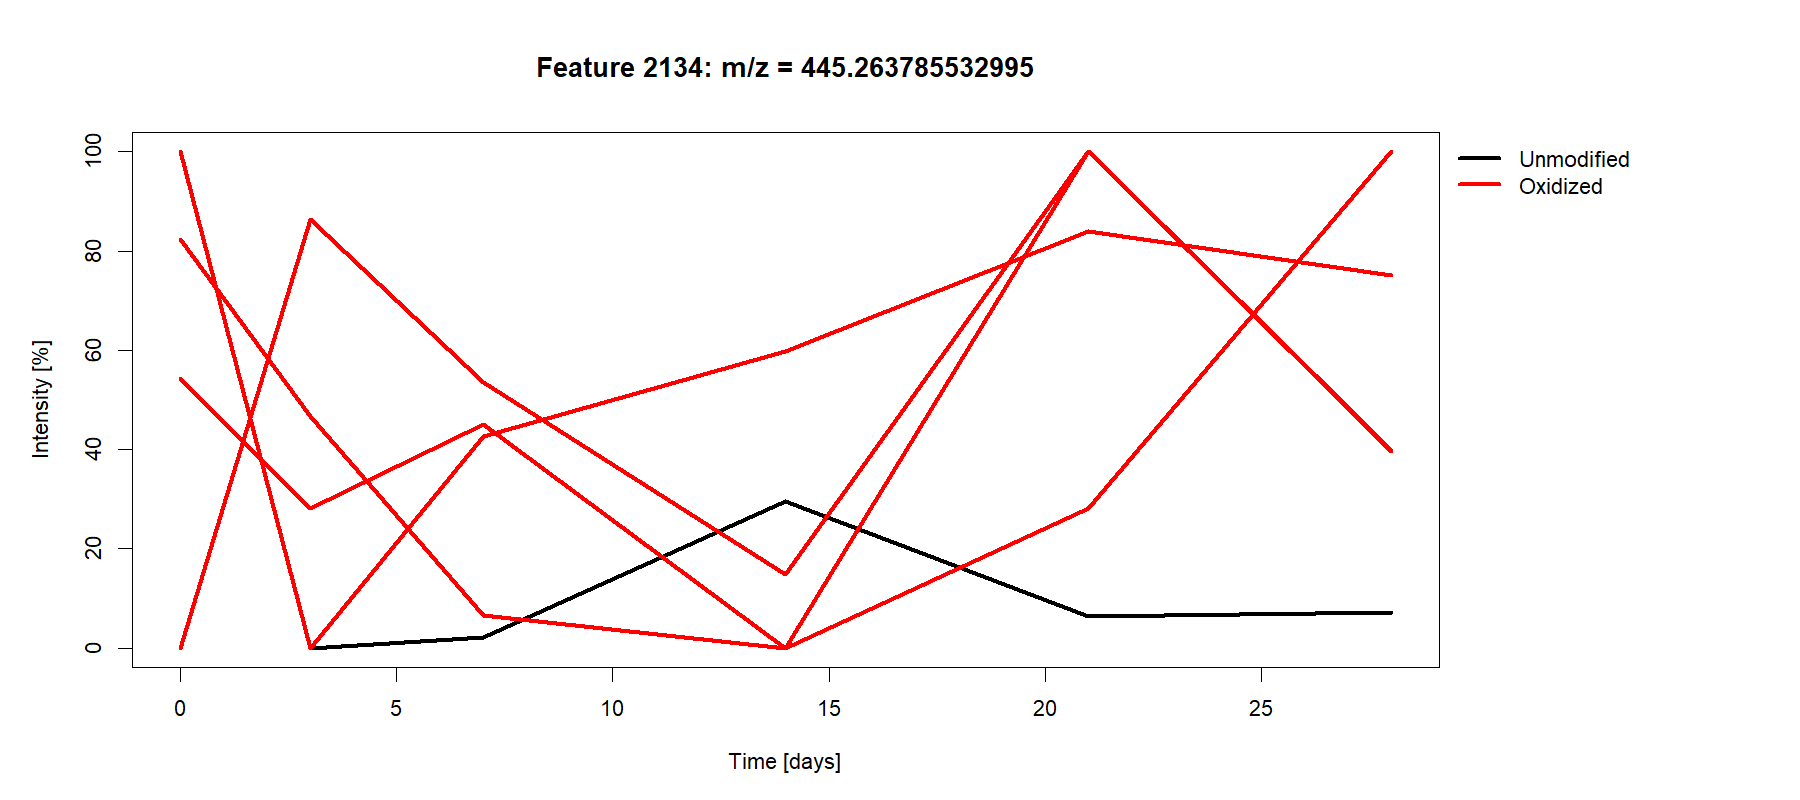 Feature 2134: m/z = 445.263785532995
Unmodified
Oxidized
Intensity [%]
100
80
60
40
20
0
0 5 10 15 20 25
Time [days]